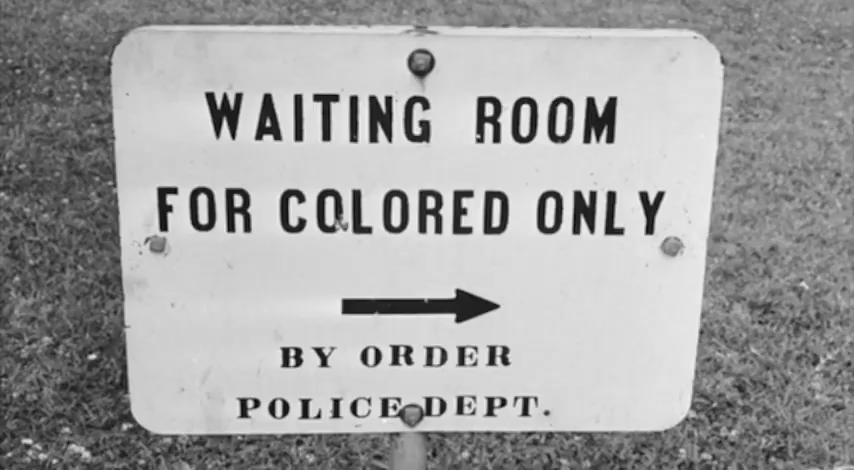 WAITING ROOM
FOR COLORED ONLY
BY ORDER
POLICE DEPT.